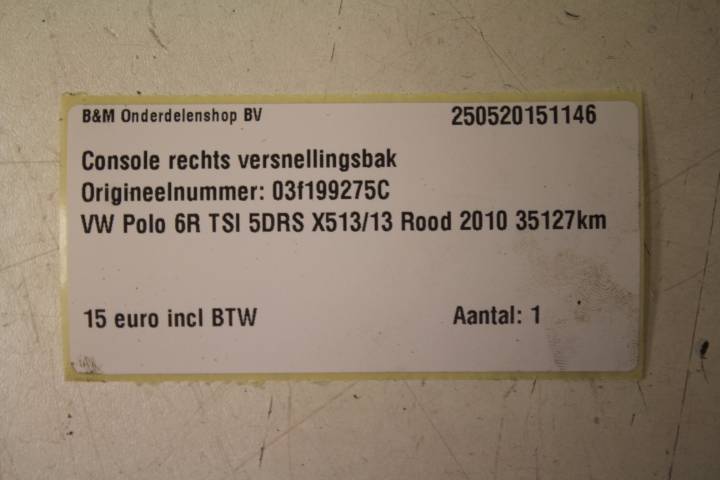 B&M Onderdelenshop BV 250520151146
Console rechts versnellingsbak
Origineelnummer: 03f199275C
VW Polo 6R TSI 5DRS X513/13 Rood 2010 35127km
15 euro incl BTW Aantal: 1